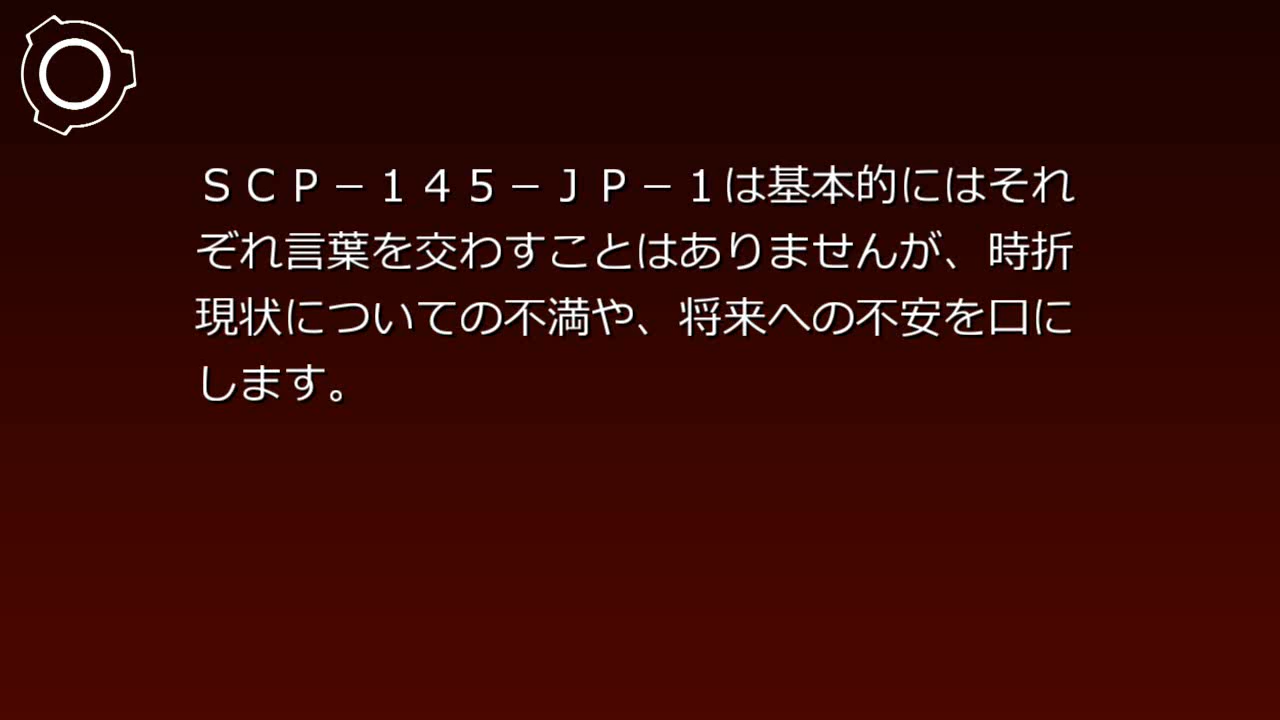 ＳＣＰ－１４５－ＪＰ－１は基本的にはそれ
ぞれ言葉を交わすことはありませんが、時折
現状についての不満や、将来への不安を口に
します。